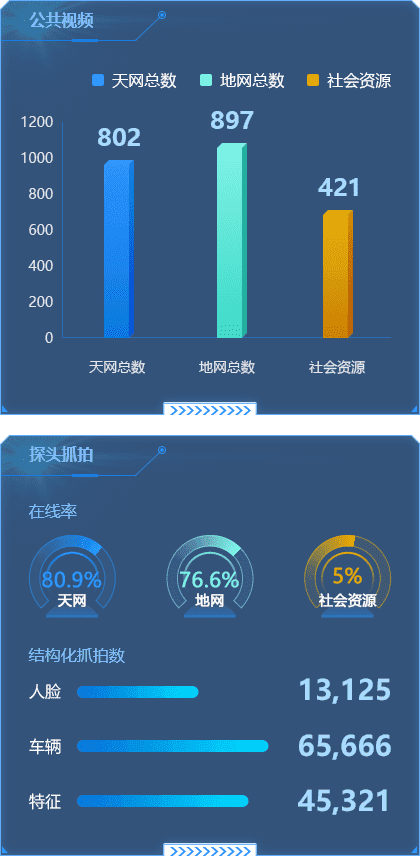 公共视频
天网总数 地网总数 社会资源
897
802
421
1200
1000
800
600
400
200
0
天网总数 地网总数 社会资源
探头抓拍
在线率
80.9% 76.6% 5%
天网 地网 社会资源
结构化抓拍数
人脸 13,125
车辆 65,666
特征 45,321